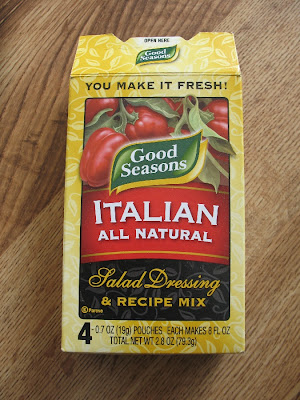 OPEN HERE
Good
Seasons
YOU MAKE IT FRESH!
Good
Seasons
ITALIAN
ALL NATURAL
Salad Dressing
& RECIPE MIX
K Pareve
4-0.7 OZ (19g) POUCHES EACH MAKES 8 FL OZ
TOTAL NET WT 2.8 OZ (79.3g)